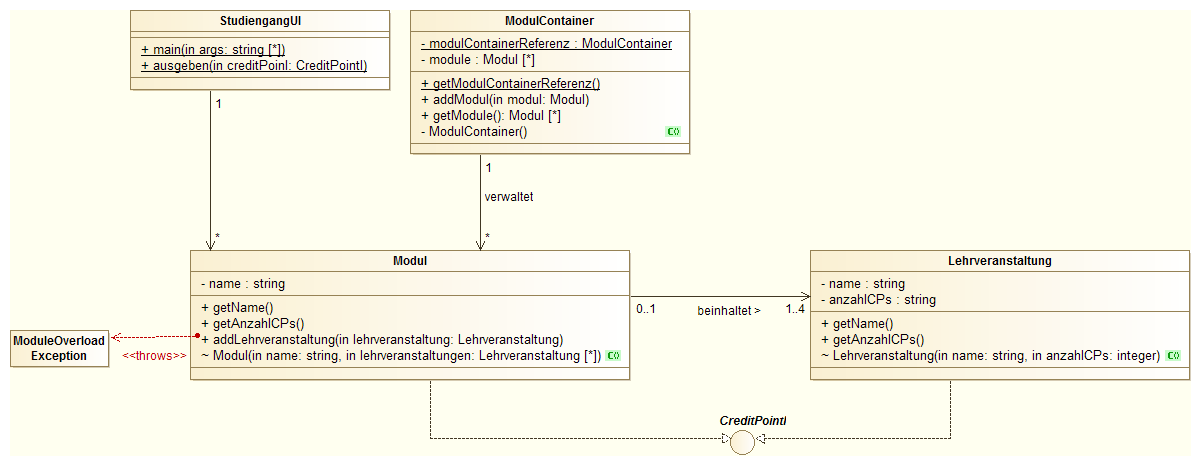 StudiengangUI
+ main(in args: string [*])
+ ausgeben(in creditPoinI: CreditPointI)
ModulContainer
- modulContainerReferenz : ModulContainer
- module : Modul [*]
+ getModulContainerReferenz()
+ addModul(in modul: Modul)
+ getModule(): Modul [*]
- ModulContainer()
C()
1
1
verwaltet
*
*
Modul
- name : string
+ getName()
+ getAnzahlCPs()
+ addLehrveranstaltung(in lehrveranstaltung: Lehrveranstaltung)
~ Modul(in name: string, in lehrveranstaltungen: Lehrveranstaltung [*])
C()
0..1
beinhaltet >
1..4
Lehrveranstaltung
- name : string
- anzahlCPs : string
+ getName()
+ getAnzahlCPs()
~ Lehrveranstaltung(in name: string, in anzahlCPs: integer)
C()
ModuleOverload
Exception
<<throws>>
CreditPointI